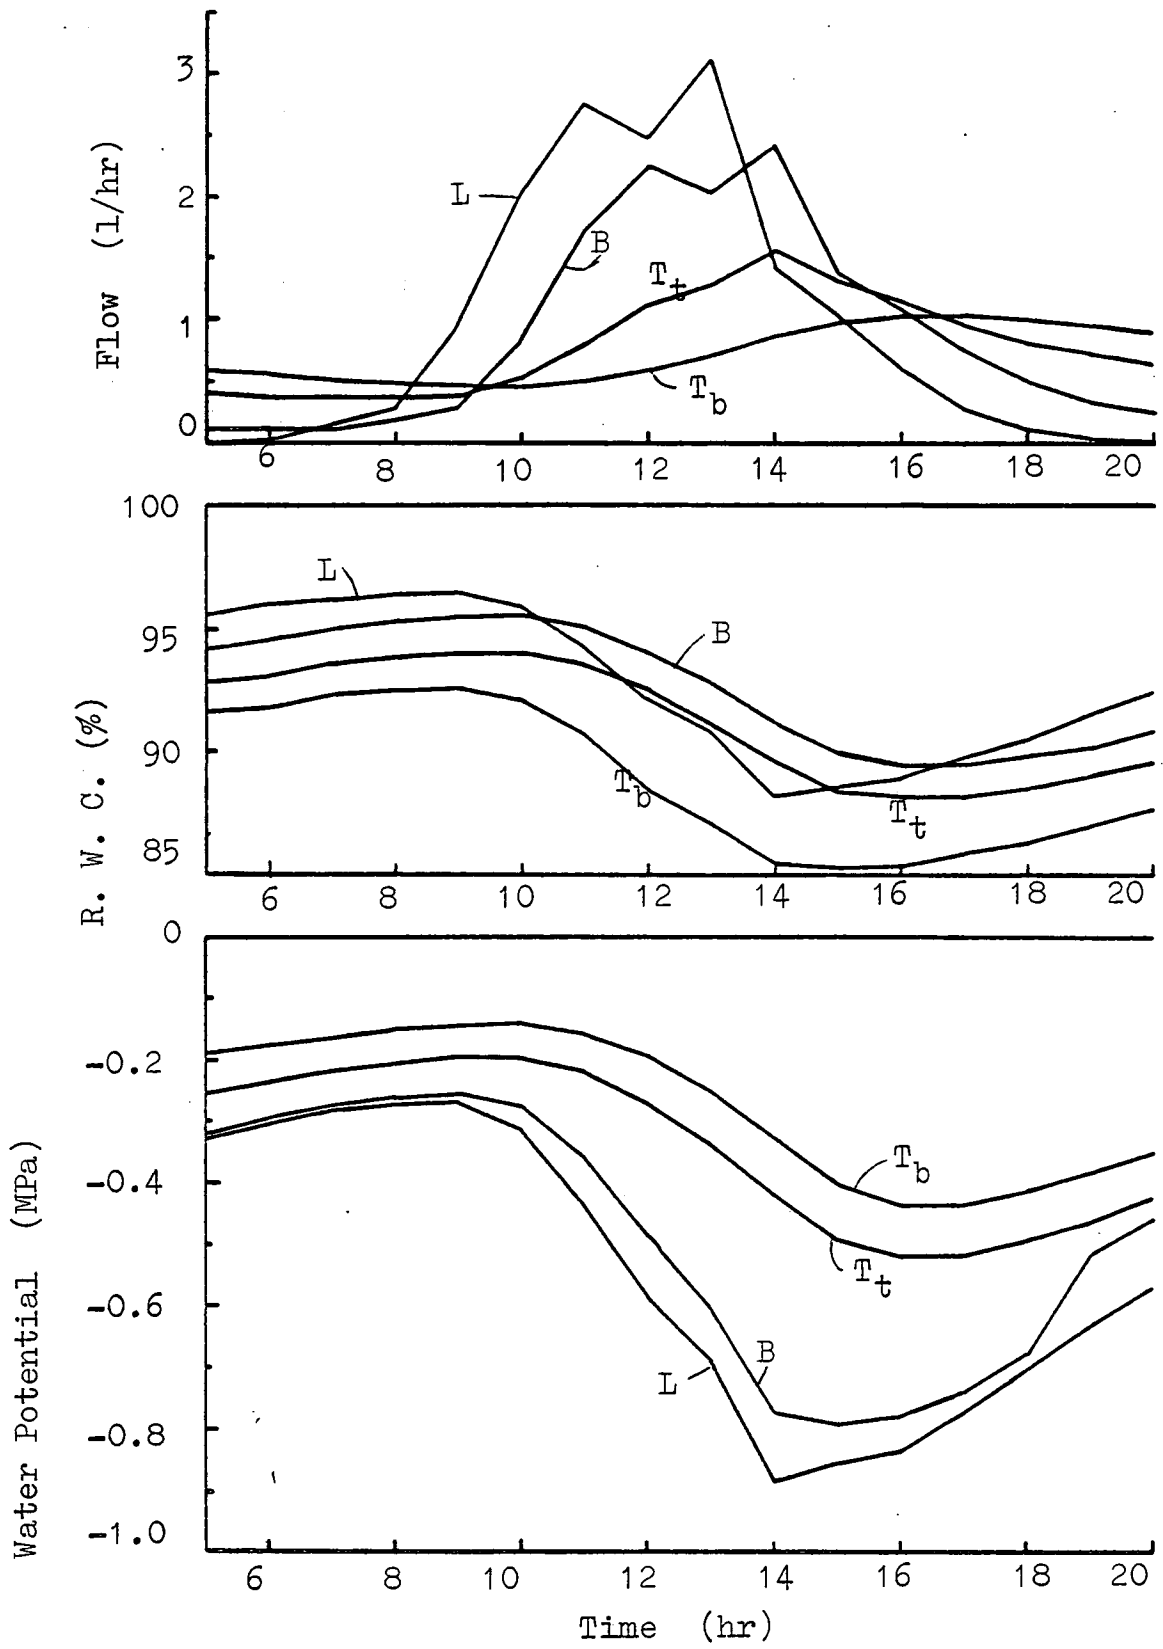 Flow (l/hr)
3
2
1
0
L
B
Tt
Tb
6 8 10 12 14 16 18 20
R. W. C. (%)
100
95
90
85
L
B
Tb
Tt
6 8 10 12 14 16 18 20
Water Potential (MPa)
0
-0.2
-0.4
-0.6
-0.8
-1.0
Tb
Tt
B
L
6 8 10 12 14 16 18 20
Time (hr)